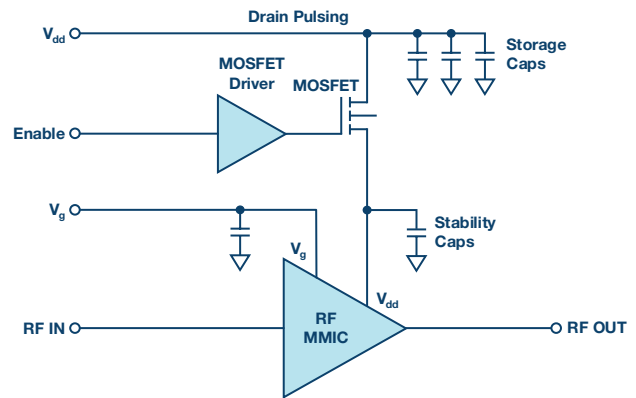 Drain Pulsing
Vdd
Storage
Caps
MOSFET
Driver
MOSFET
Enable
Vg
Stability
Caps
Vg
Vdd
RF IN
RF
MMIC
RF OUT